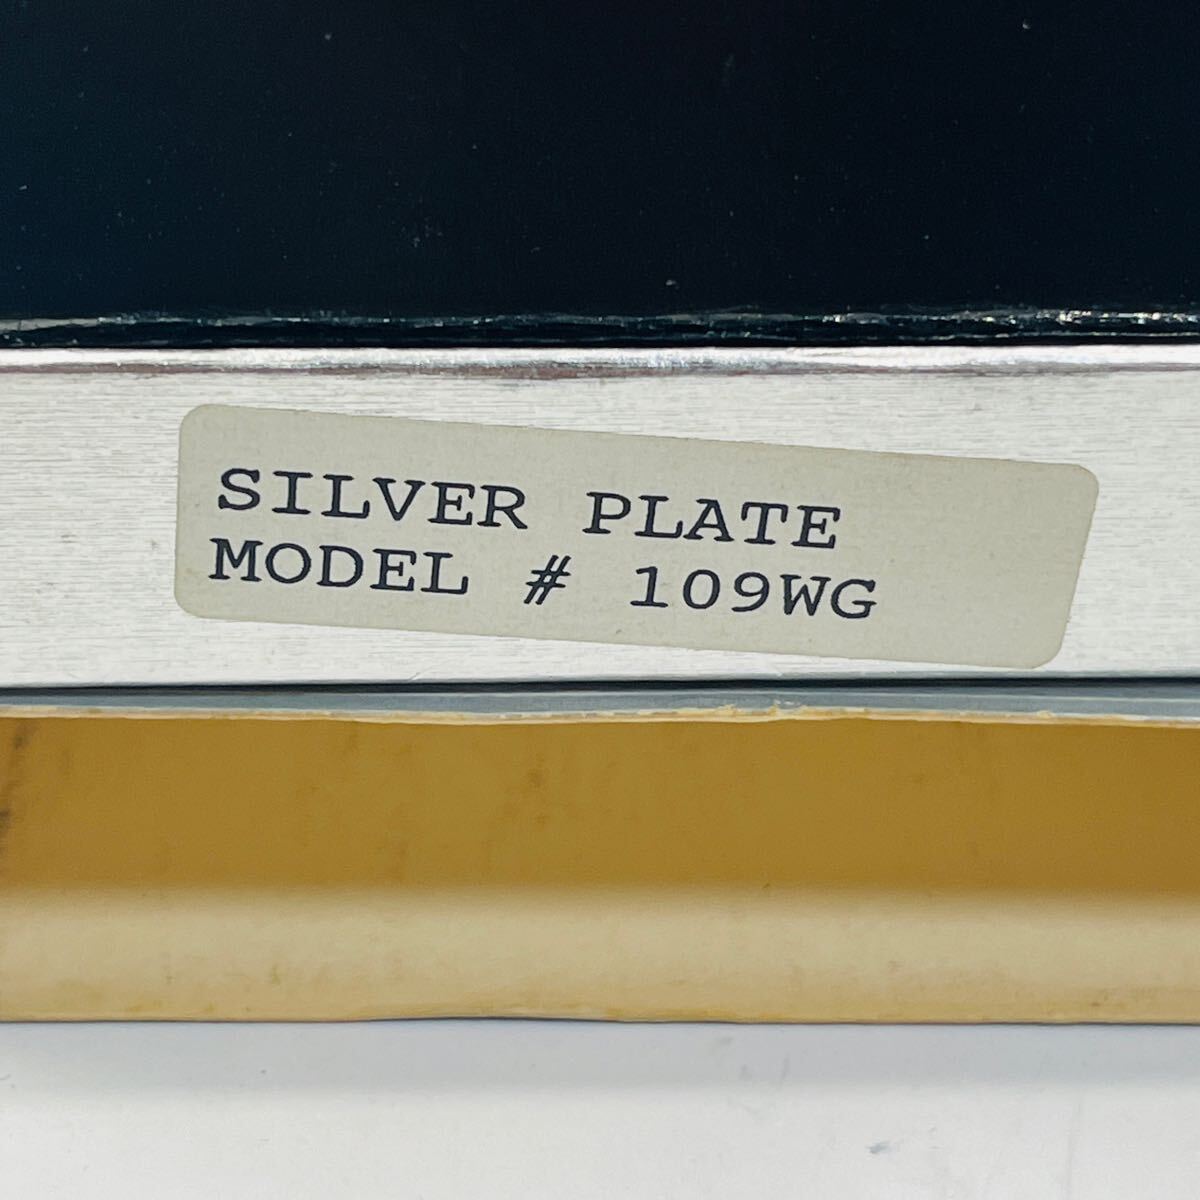 SILVER PLATE
MODEL # 109WG